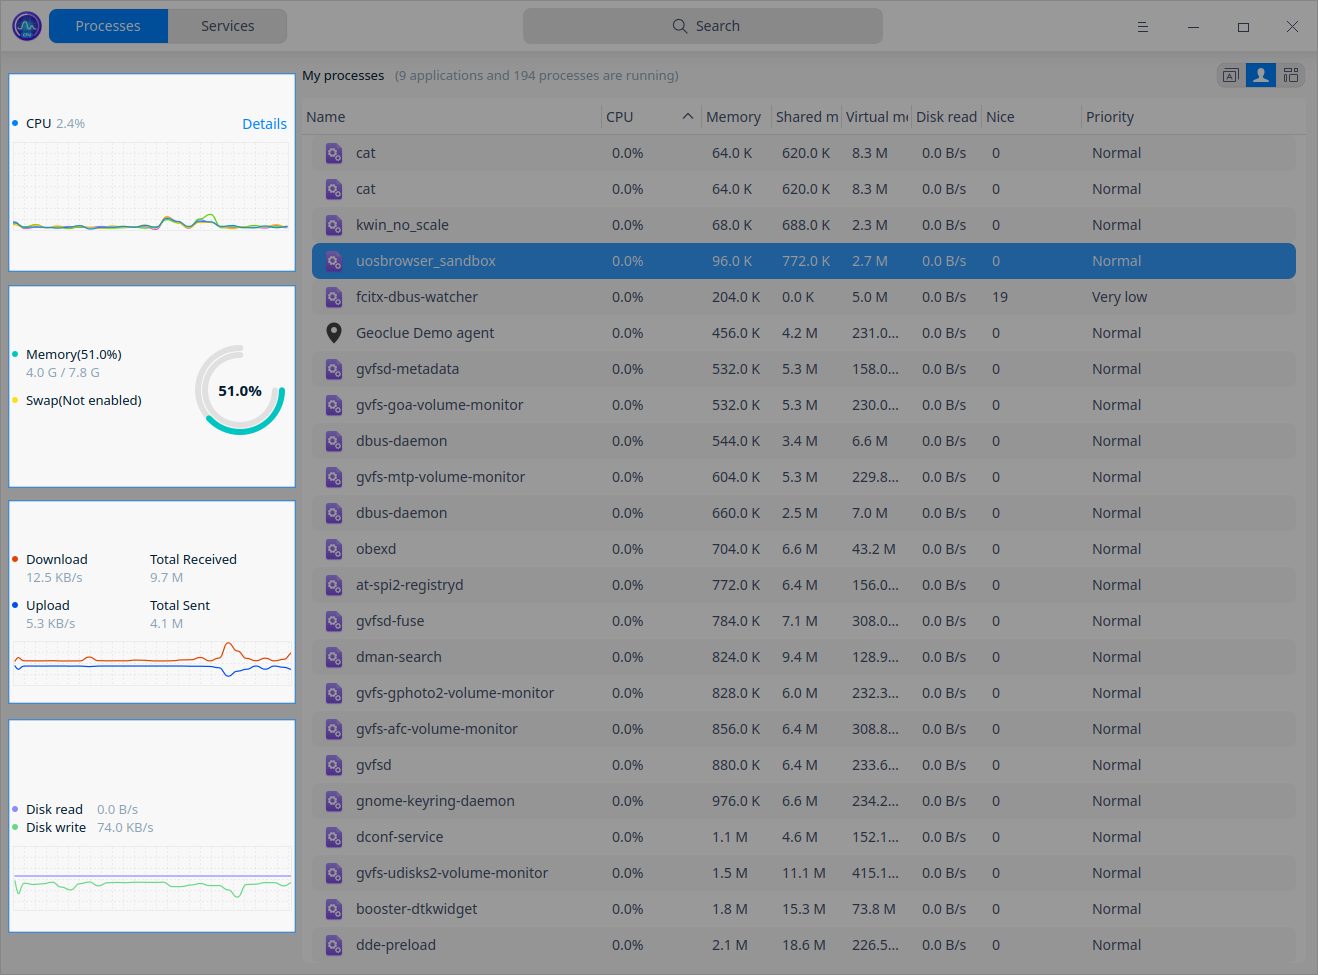 Processes Services Search
My processes (9 applications and 194 processes are running)
CPU 2.4% Details
Memory(51.0%)
4.0 G / 7.8 G
Swap(Not enabled)
51.0%
Download Total Received
12.5 KB/s 9.7 M
Upload Total Sent
5.3 KB/s 4.1 M
Disk read 0.0 B/s
Disk write 74.0 KB/s
Name CPU Memory Shared m Virtual me Disk read Nice Priority
cat 0.0% 64.0 K 620.0 K 8.3 M 0.0 B/s 0 Normal
cat 0.0% 64.0 K 620.0 K 8.3 M 0.0 B/s 0 Normal
kwin_no_scale 0.0% 68.0 K 688.0 K 2.3 M 0.0 B/s 0 Normal
uosbrowser_sandbox 0.0% 96.0 K 772.0 K 2.7 M 0.0 B/s 0 Normal
fcitx-dbus-watcher 0.0% 204.0 K 0.0 K 5.0 M 0.0 B/s 19 Very low
Geoclue Demo agent 0.0% 456.0 K 4.2 M 231.0... 0.0 B/s 0 Normal
gvfsd-metadata 0.0% 532.0 K 5.3 M 158.0... 0.0 B/s 0 Normal
gvfs-goa-volume-monitor 0.0% 532.0 K 5.3 M 230.0... 0.0 B/s 0 Normal
dbus-daemon 0.0% 544.0 K 3.4 M 6.6 M 0.0 B/s 0 Normal
gvfs-mtp-volume-monitor 0.0% 604.0 K 5.3 M 229.8... 0.0 B/s 0 Normal
dbus-daemon 0.0% 660.0 K 2.5 M 7.0 M 0.0 B/s 0 Normal
obexd 0.0% 704.0 K 6.6 M 43.2 M 0.0 B/s 0 Normal
at-spi2-registryd 0.0% 772.0 K 6.4 M 156.0... 0.0 B/s 0 Normal
gvfsd-fuse 0.0% 784.0 K 7.1 M 308.0... 0.0 B/s 0 Normal
dman-search 0.0% 824.0 K 9.4 M 128.9... 0.0 B/s 0 Normal
gvfs-gphoto2-volume-monitor 0.0% 828.0 K 6.0 M 232.3... 0.0 B/s 0 Normal
gvfs-afc-volume-monitor 0.0% 856.0 K 6.4 M 308.8... 0.0 B/s 0 Normal
gvfsd 0.0% 880.0 K 6.4 M 233.6... 0.0 B/s 0 Normal
gnome-keyring-daemon 0.0% 976.0 K 6.6 M 234.2... 0.0 B/s 0 Normal
dconf-service 0.0% 1.1 M 4.6 M 152.1... 0.0 B/s 0 Normal
gvfs-udisks2-volume-monitor 0.0% 1.5 M 11.1 M 415.1... 0.0 B/s 0 Normal
booster-dtkwidget 0.0% 1.8 M 15.3 M 73.8 M 0.0 B/s 0 Normal
dde-preload 0.0% 2.1 M 18.6 M 226.5... 0.0 B/s 0 Normal